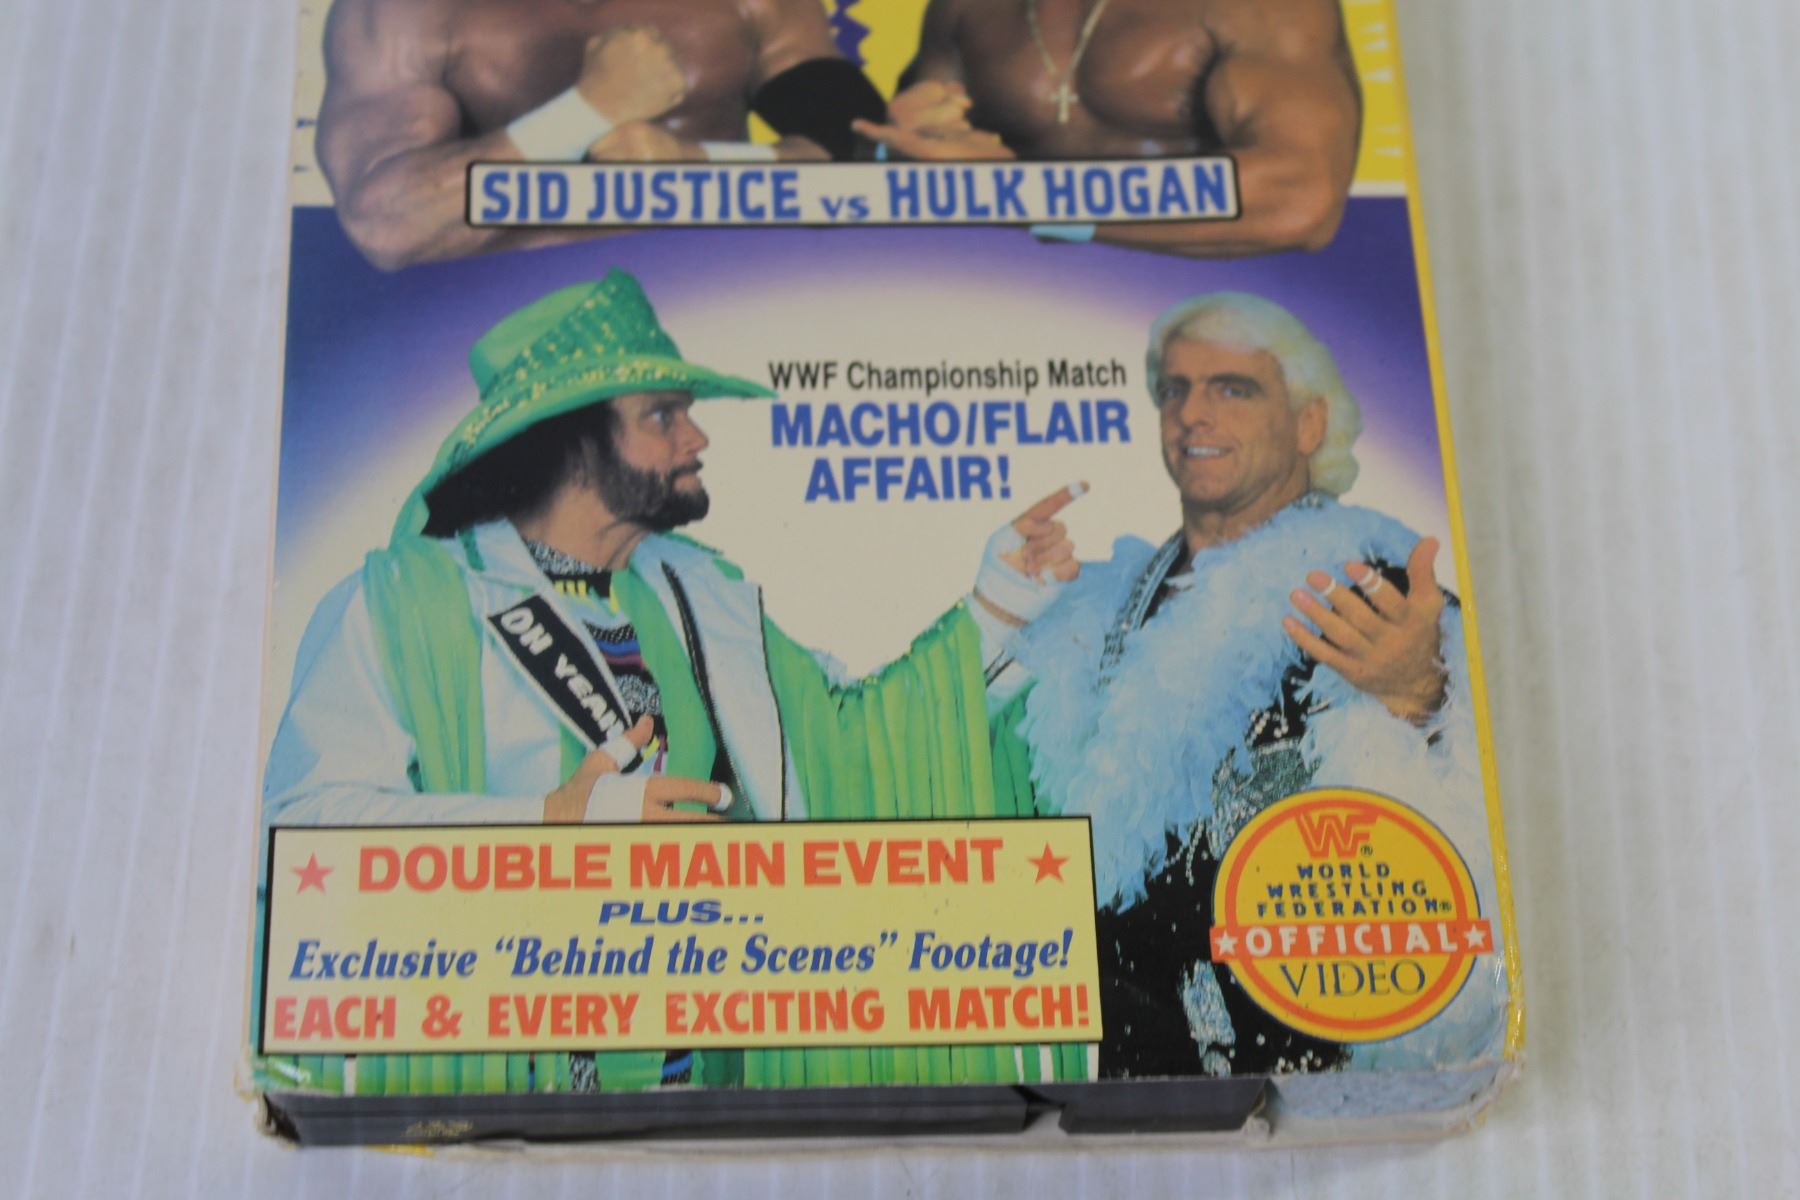 SID JUSTICE vs HULK HOGAN
WWF Championship Match
MACHO/FLAIR
AFFAIR!
OH YEAH
★ DOUBLE MAIN EVENT ★
PLUS...
Exclusive “Behind the Scenes” Footage!
EACH & EVERY EXCITING MATCH!
WF®
WORLD
WRESTLING
FEDERATION®
★OFFICIAL★
VIDEO